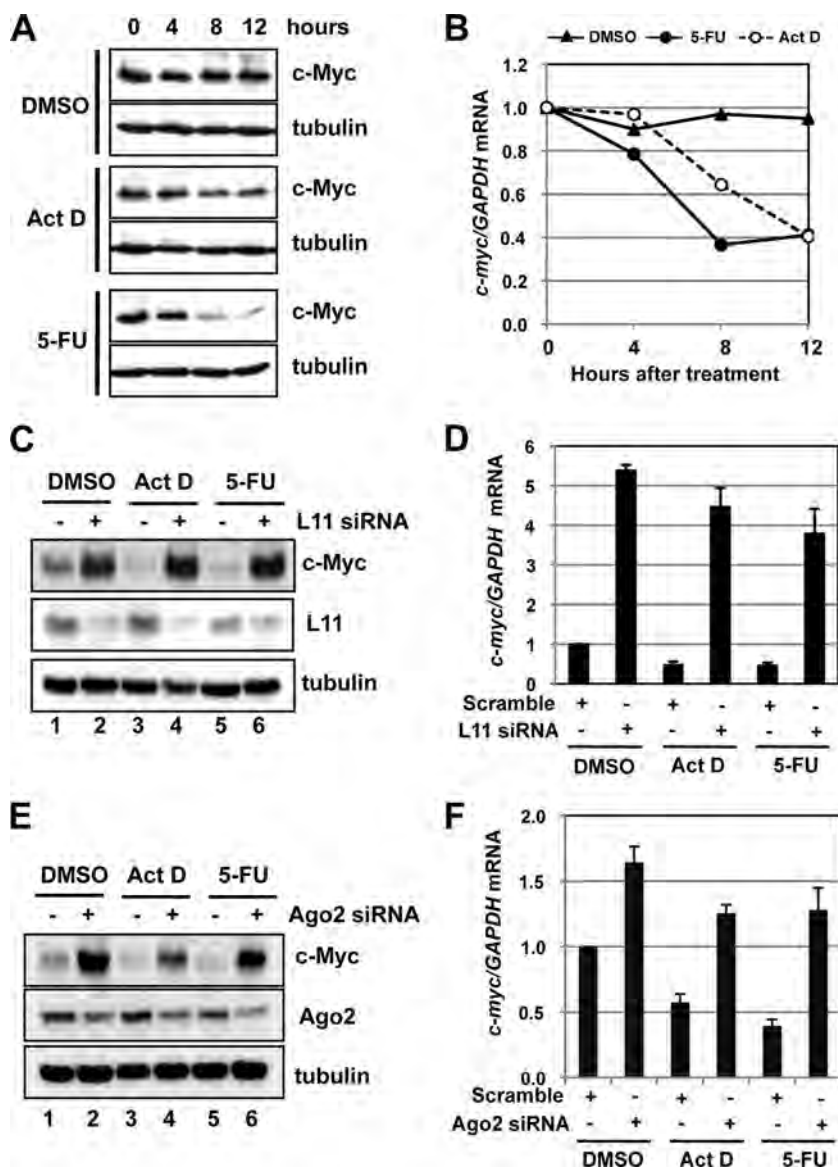 A
0 4 8 12 hours
DMSO
c-Myc
tubulin
Act D
c-Myc
tubulin
5-FU
c-Myc
tubulin
B
DMSO 5-FU Act D
c-myc/GAPDH mRNA
1.2
1.0
0.8
0.6
0.4
0.2
0.0
0 4 8 12
Hours after treatment
C
DMSO Act D 5-FU
- + - + - + L11 siRNA
c-Myc
L11
tubulin
1 2 3 4 5 6
D
c-myc/GAPDH mRNA
6
5
4
3
2
1
0
Scramble + - + - + -
L11 siRNA - + - + - +
DMSO Act D 5-FU
E
DMSO Act D 5-FU
- + - + - + Ago2 siRNA
c-Myc
Ago2
tubulin
1 2 3 4 5 6
F
c-myc/GAPDH mRNA
2.0
1.5
1.0
0.5
0.0
Scramble + - + - + -
Ago2 siRNA - + - + - +
DMSO Act D 5-FU